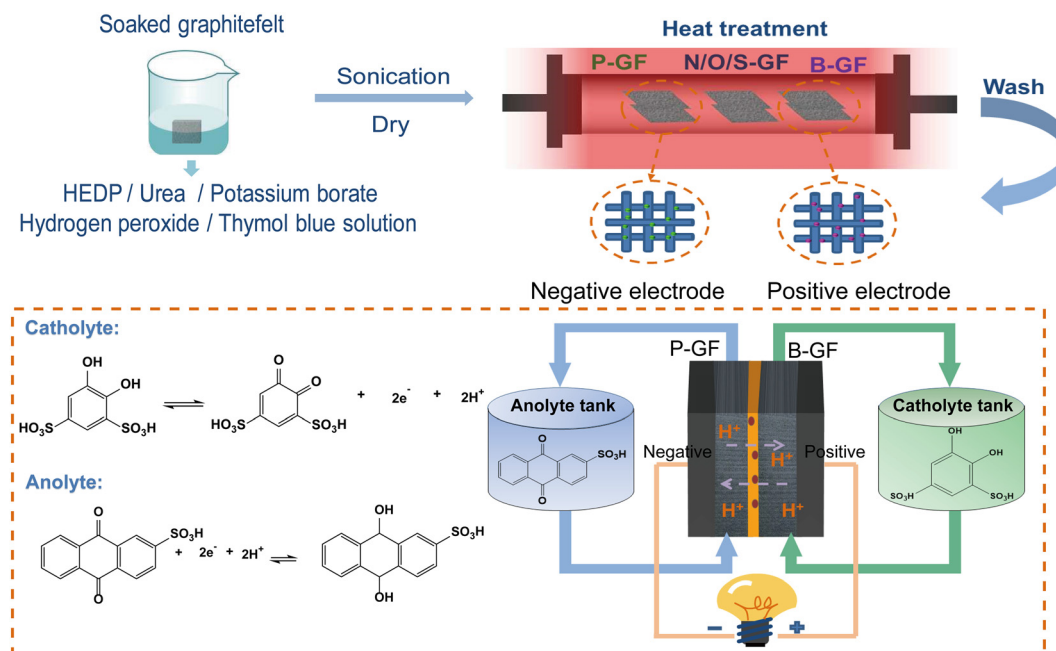 Soaked graphitefelt
Sonication
Dry
HEDP / Urea / Potassium borate
Hydrogen peroxide / Thymol blue solution
Heat treatment
P-GF N/O/S-GF B-GF
Wash
Negative electrode Positive electrode
Catholyte:
OH
OH
HO₃S
SO₃H
O
O
HO₃S
SO₃H
+ 2e⁻ + 2H⁺
Anolyte:
O
SO₃H
O
+ 2e⁻ + 2H⁺
OH
SO₃H
OH
P-GF B-GF
Anolyte tank
O
SO₃H
O
Negative
H⁺
H⁺
H⁺
H⁺
Positive
Catholyte tank
OH
OH
SO₃H
SO₃H
− +